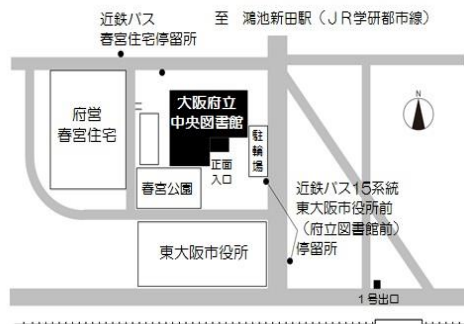 近鉄バス
春宮住宅停留所
至 鴻池新田駅（ＪＲ学研都市線）
府営
春宮住宅
大阪府立
中央図書館
正面
入口
駐輪場
N
春宮公園
近鉄バス15系統
東大阪市役所前
（府立図書館前）
停留所
東大阪市役所
１号出口